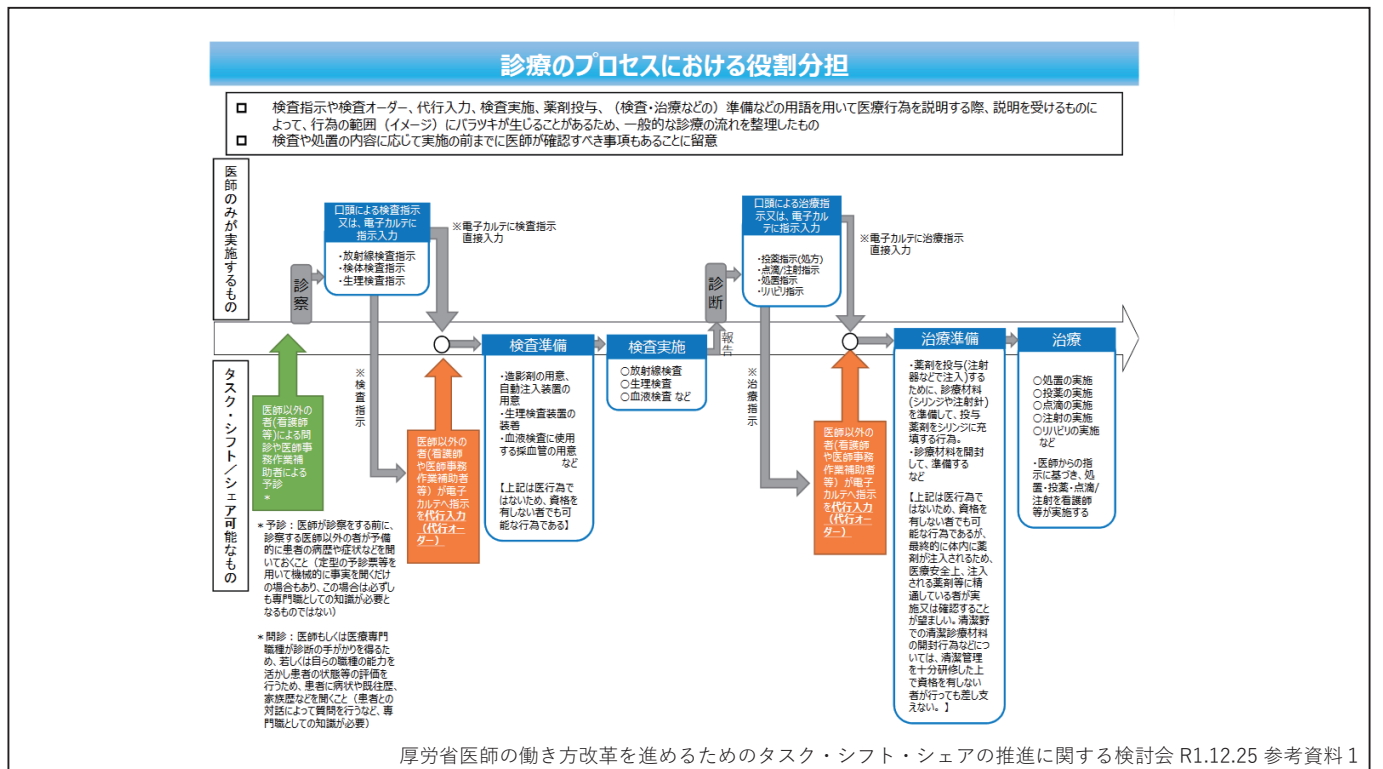 診療のプロセスにおける役割分担
□ 検査指示や検査オーダー、代行入力、検査実施、薬剤投与、（検査・治療などの）準備などの用語を用いて医療行為を説明する際、説明を受けるものに
よって、行為の範囲（イメージ）にバラツキが生じることがあるため、一般的な診療の流れを整理したもの
□ 検査や処置の内容に応じて実施の前までに医師が確認すべき事項もあることに留意
医師のみが実施するもの
診察
口頭による検査指示
又は、電子カルテに
指示入力
・放射線検査指示
・検体検査指示
・生理検査指示
※電子カルテに検査指示
直接入力
診断
口頭による治療指
示又は、電子カル
テに指示入力
・投薬指示(処方)
・点滴/注射指示
・処置指示
・リハビリ指示
※電子カルテに治療指示
直接入力
タスク・シフト／シェア可能なもの
医師以外の
者(看護師
等)による問
診や医師事
務作業補
助者による
予診
*
※検査指示
医師以外の
者(看護師
や医師事務
作業補助者
等）が電子
カルテへ指示
を代行入力
（代行オー
ダー）
検査準備
・造影剤の用意、
自動注入装置の
用意
・生理検査装置の
装着
・血液検査に使用
する採血管の用意
など
【上記は医行為で
はないため、資格を
有しない者でも可
能な行為である】
検査実施
○放射線検査
○生理検査
○血液検査 など
報告
※治療指示
医師以外の
者(看護師
や医師事務
作業補助者
等）が電子
カルテへ指示
を代行入力
（代行オー
ダー）
治療準備
・薬剤を投与(注射
器などで注入)する
ために、診療材料
(シリンジや注射針)
を準備して、投与
薬剤をシリンジに充
填する行為。
・診療材料を開封
して、準備する
など
【上記は医行為で
はないため、資格を
有しない者でも可
能な行為であるが、
最終的に体内に薬
剤が注入されるため、
医療安全上、注入
される薬剤等に精
通している者が実
施又は確認すること
が望ましい。清潔野
での清潔診療材料
の開封行為などにつ
いては、清潔管理
を十分研修した上
で資格を有しない
者が行っても差し支
えない。】
治療
○処置の実施
○投薬の実施
○点滴の実施
○注射の実施
○リハビリの実施
など
・医師からの指
示に基づき、処
置・投薬・点滴/
注射を看護師
等が実施する
* 予診：医師が診察をする前に、
診察する医師以外の者が予備
的に患者の病歴や症状などを聞
いておくこと（定型の予診票等を
用いて機械的に事実を聞くだけ
の場合もあり、この場合は必ずし
も専門職としての知識が必要と
なるものではない）
* 問診：医師もしくは医療専門
職種が診断の手がかりを得るた
め、若しくは自らの職種の能力を
活かし患者の状態等の評価を
行うため、患者に病状や既往歴、
家族歴などを聞くこと（患者との
対話によって質問を行うなど、専
門職としての知識が必要）
厚労省医師の働き方改革を進めるためのタスク・シフト・シェアの推進に関する検討会 R1.12.25 参考資料 1